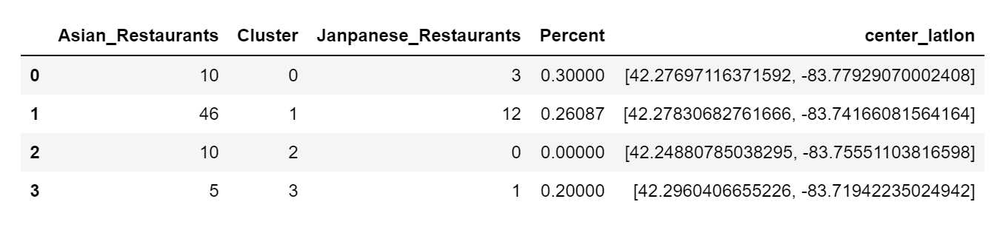 Asian_Restaurants Cluster Janpanese_Restaurants Percent center_latlon
0 10 0 3 0.30000 [42.27697116371592, -83.77929070002408]
1 46 1 12 0.26087 [42.27830682761666, -83.74166081564164]
2 10 2 0 0.00000 [42.24880785038295, -83.75551103816598]
3 5 3 1 0.20000 [42.2960406655226, -83.71942235024942]